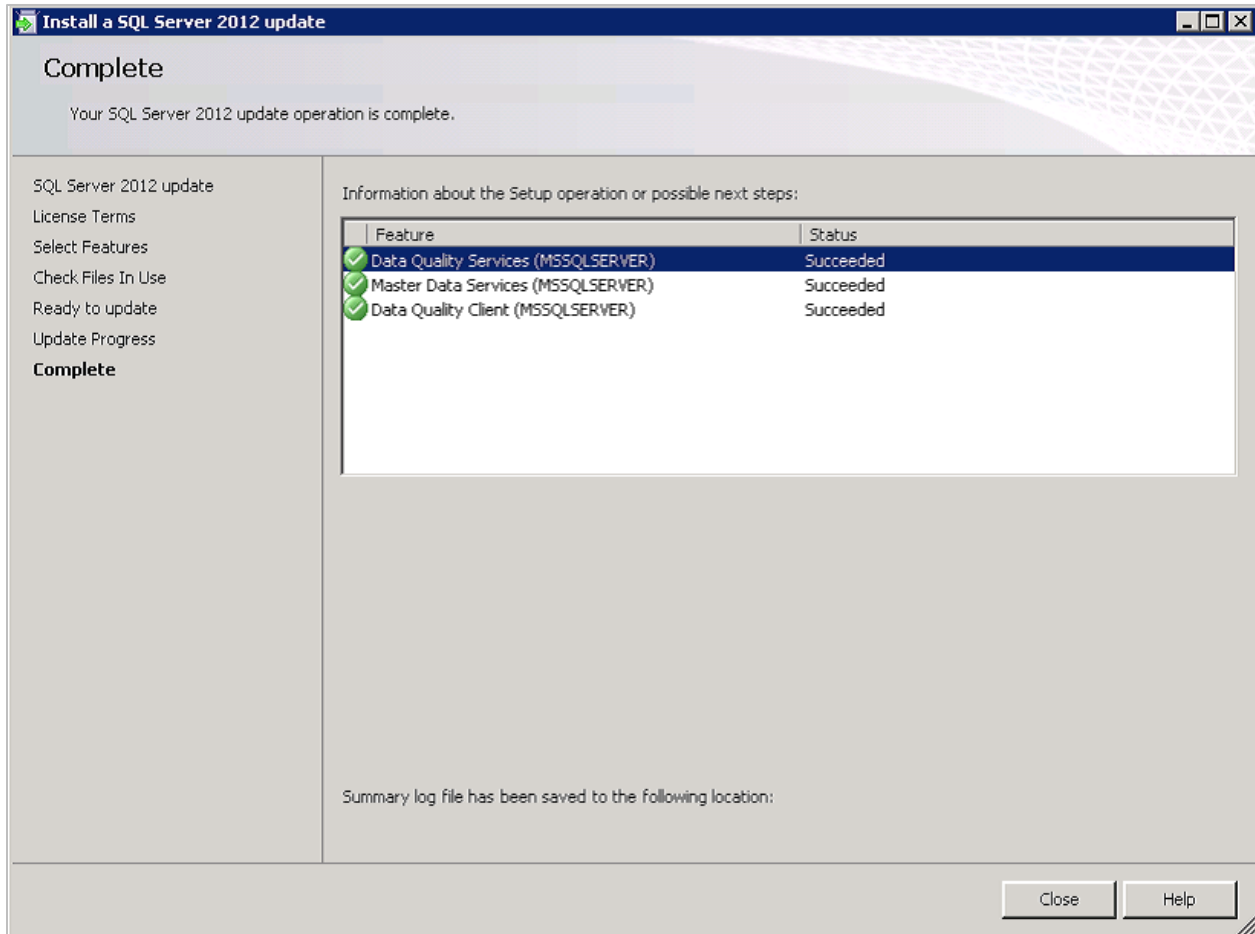 Install a SQL Server 2012 update
Complete
Your SQL Server 2012 update operation is complete.
SQL Server 2012 update
License Terms
Select Features
Check Files In Use
Ready to update
Update Progress
Complete
Information about the Setup operation or possible next steps:
Feature Status
Data Quality Services (MSSQLSERVER) Succeeded
Master Data Services (MSSQLSERVER) Succeeded
Data Quality Client (MSSQLSERVER) Succeeded
Summary log file has been saved to the following location:
Close Help